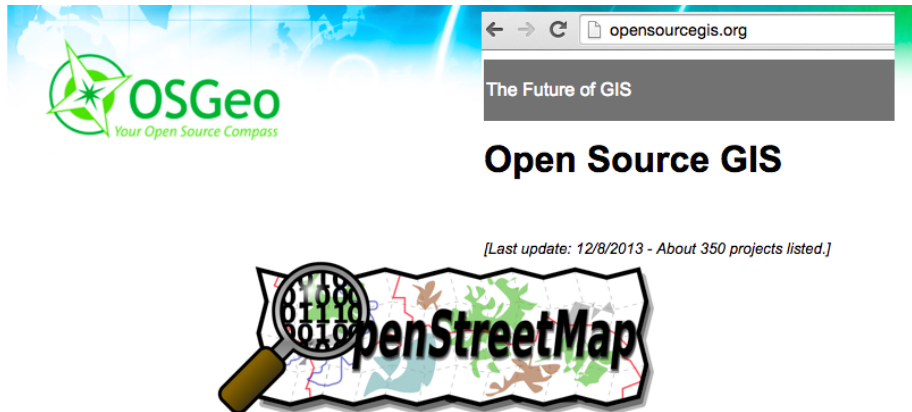 OSGeo
Your Open Source Compass
opensourcegis.org
The Future of GIS
Open Source GIS
[Last update: 12/8/2013 - About 350 projects listed.]
penStreetMap